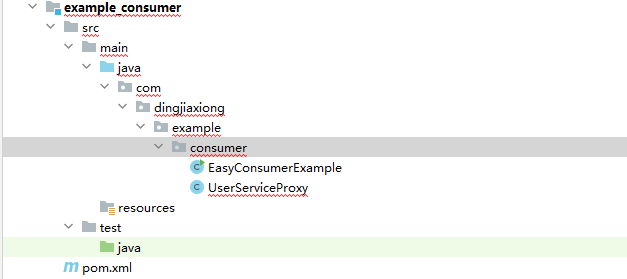 example_consumer
src
main
java
com
dingjiaxiong
example
consumer
EasyConsumerExample
UserServiceProxy
resources
test
java
pom.xml